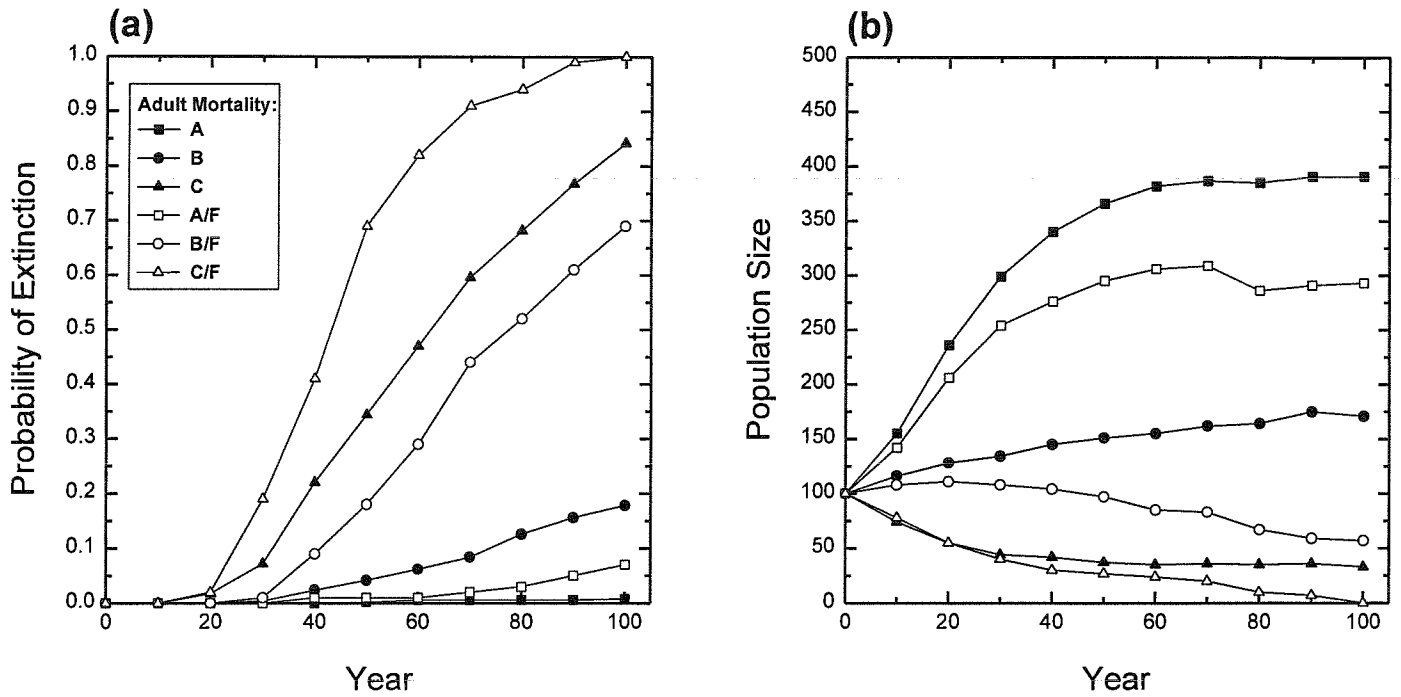 (a)
Probability of Extinction
1.0
0.9
0.8
0.7
0.6
0.5
0.4
0.3
0.2
0.1
0.0
Adult Mortality:
A
B
C
A/F
B/F
C/F
0 20 40 60 80 100
Year
(b)
Population Size
500
450
400
350
300
250
200
150
100
50
0
0 20 40 60 80 100
Year